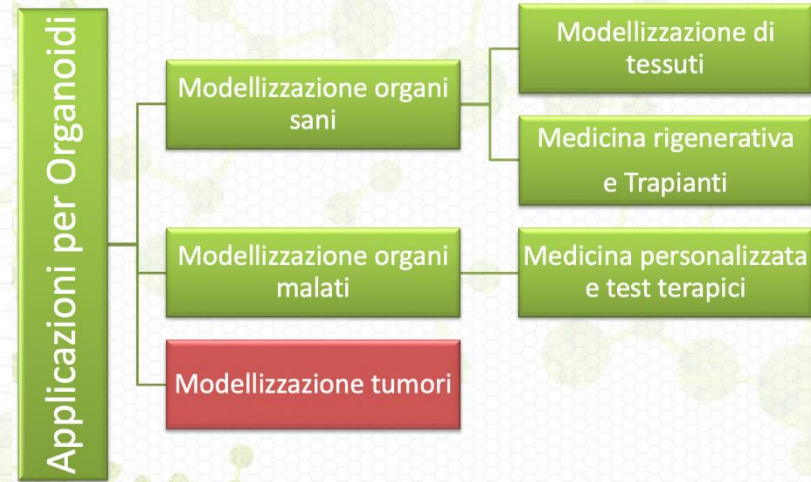 Applicazioni per Organoidi
Modellizzazione organi
sani
Modellizzazione di
tessuti
Medicina rigenerativa
e Trapianti
Modellizzazione organi
malati
Medicina personalizzata
e test terapici
Modellizzazione tumori